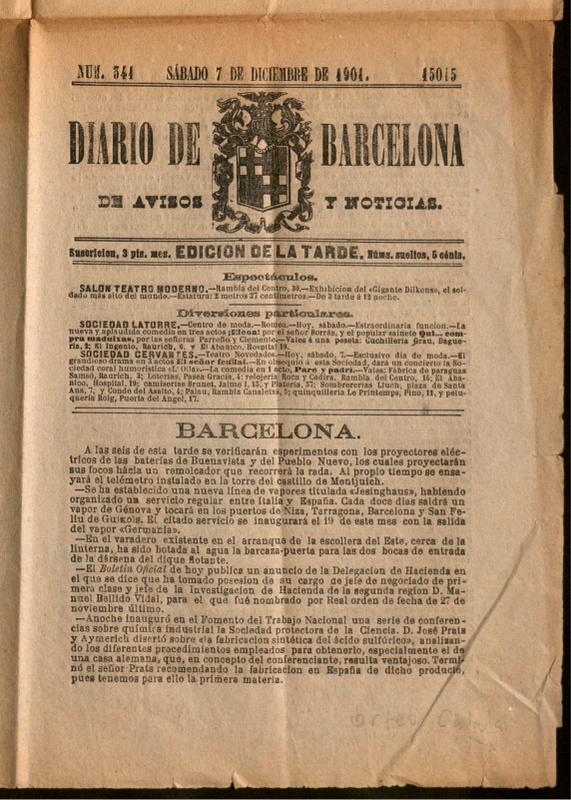 NUM. 341 SÁBADO 7 DE DICIEMBRE DE 1901. 15015
DIARIO DE BARCELONA
DE AVISOS Y NOTICIAS.
Suscricion, 3 pts. mes. EDICION DE LA TARDE. Núms. sueltos, 5 cénts.
Espectáculos.
SALON TEATRO MODERNO.—Rambla del Centro, 30.—Exhibicion del «Gigante Dilkens», el sol-
dado más alto del mundo.—Estatura: 2 metros 37 centímetros.—De 3 tarde á 12 noche.
Diversiones particulares.
SOCIEDAD LATORRE.—Centro de moda.—Romea.—Hoy, sábado.—Estraordinaria funcion.—La
nueva y aplaudida comedia en tres actos ¡Elena! por el señor Borrás, y el popular sainete Qui... com-
pra maduixas, por las señoras Parreño y Clemente.—Vales á una peseta: Cuchillería Grau, Bague-
ría, 2; El Ingenio, Raurich, 6, y El Abanico, Hospital 19.
SOCIEDAD CERVANTES.—Teatro Novedades.—Hoy, sábado, 7.—Esclusivo dia de moda.—El
grandioso drama en 3 actos El señor feudal.—En obsequio á esta Sociedad, dará un concierto la So-
ciedad coral humorística «L'Olla».—La comedia en 1 acto, Pare y padrí.—Vales: Fábrica de paraguas
Samsó, Raurich, 3; Loterías, Pasea Gracia, 4; relojería Roca y Cadira, Rambla del Centro, 16; El Aba-
nico, Hospital, 19; camiserías Brunet, Jaime I, 15, y Platería, 57; Sombrererías Lluch, plaza de Santa
Ana, 7, y Conde del Asalto, 4; Palau, Rambla Canaletas, 5; quinquillería Le Printemps, Pino, 11, y pelu-
quería Roig, Puerta del Angel, 17.
BARCELONA.
A las seis de esta tarde se verificarán esperimentos con los proyectores eléc-
tricos de las baterías de Buenavista y del Pueblo Nuevo, los cuales proyectarán
sus focos hácia un remolcador que recorrerá la rada. Al propio tiempo se ensa-
yará el telémetro instalado en la torre del castillo de Montjuich.
—Se ha establecido una nueva línea de vapores titulada «Jesinghaus», habiendo
organizado un servicio regular entre Italia y España. Cada doce dias saldrá un
vapor de Génova y tocará en los puertos de Niza, Tarragona, Barcelona y San Fe-
liu de Guixols. El citado servicio se inaugurará el 19 de este mes con la salida
del vapor «Germania».
—En el varadero existente en el arranque de la escollera del Este, cerca de la
linterna, ha sido botada al agua la barcaza-puerta para las dos bocas de entrada
de la dársena del dique flotante.
—El Boletin Oficial de hoy publica un anuncio de la Delegacion de Hacienda en
el que se dice que ha tomado posesion de su cargo de jefe de negociado de pri-
mera clase y jefe de la Investigacion de Hacienda de la segunda region D. Ma-
nuel Bellido Vidal, para el que fué nombrado por Real orden de fecha de 27 de
noviembre último.
—Anoche inauguró en el Fomento del Trabajo Nacional una serie de conferen-
cias sobre química industrial la Sociedad protectora de la Ciencia. D. José Prats
y Aymerich disertó sobre «la fabricacion sintética del ácido sulfúrico», analizan-
do los diferentes procedimientos empleados para obtenerlo, especialmente el de
una casa alemana, que, en concepto del conferenciante, resulta ventajoso. Termi-
nó el señor Prats recomendando la fabricacion en España de dicho producto,
pues tenemos para ello la primera materia.